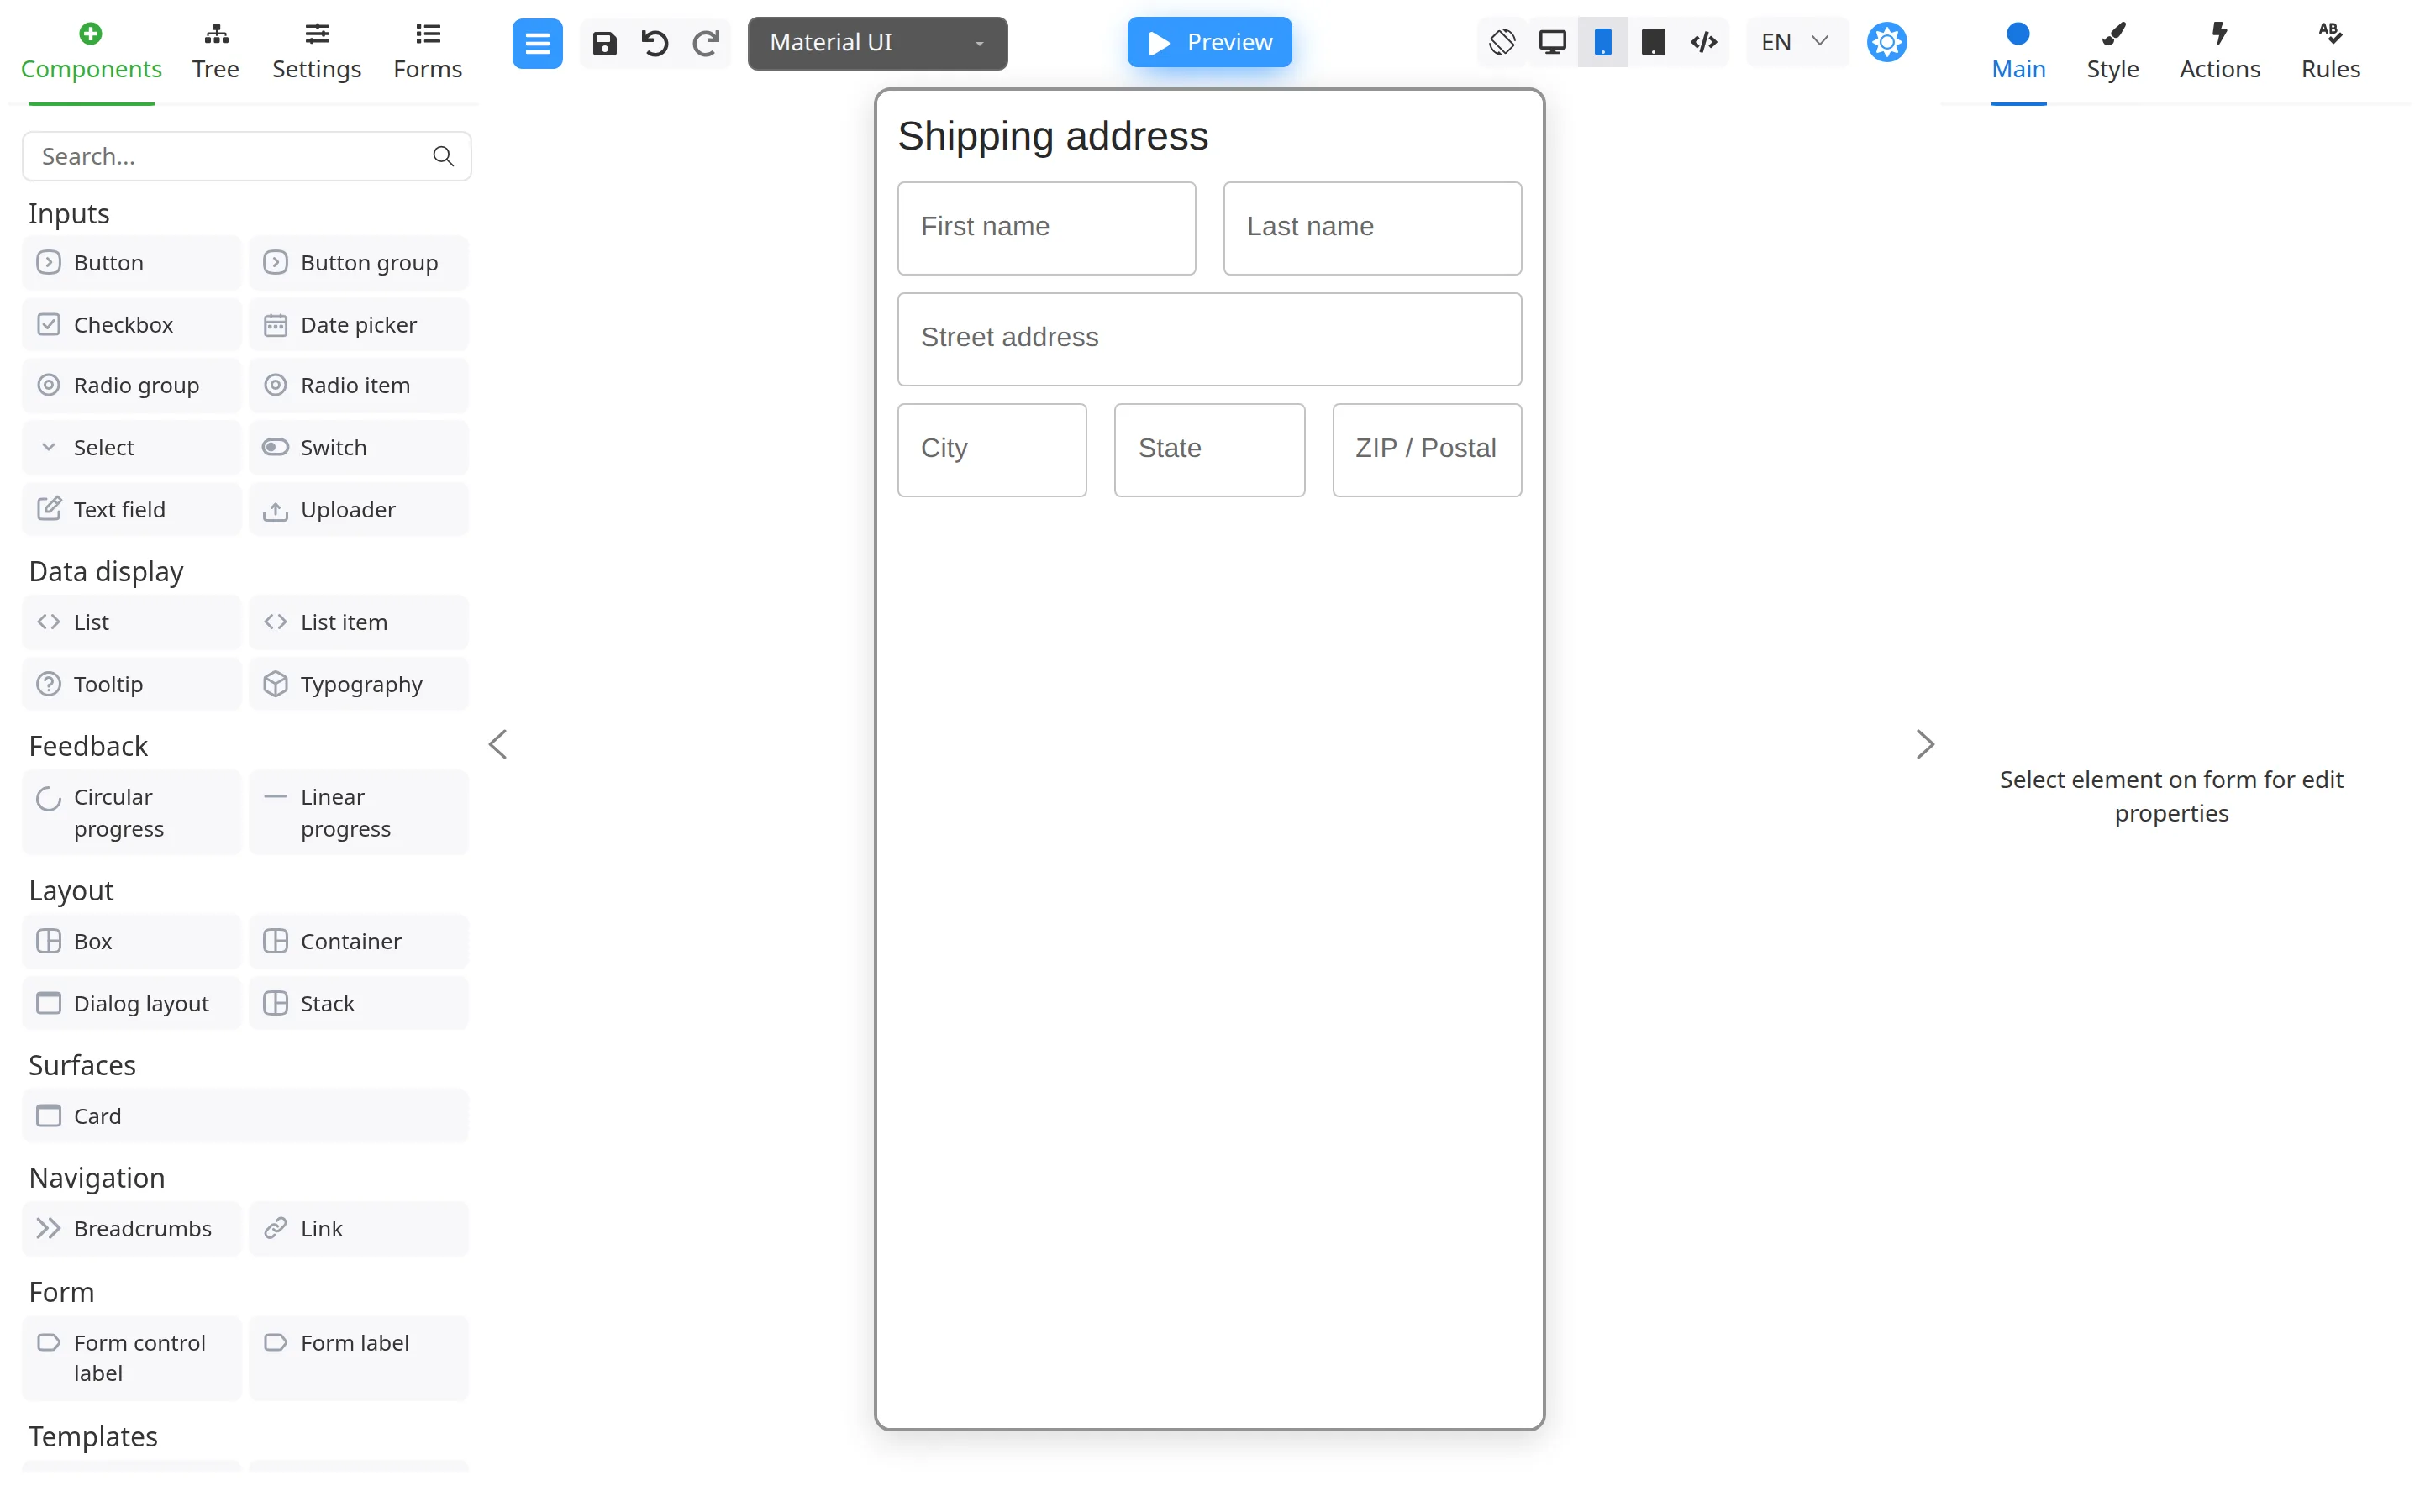 Components
Tree
Settings
Forms
Material UI
Preview
EN
Main
Style
Actions
AB
Rules
Search...
Inputs
Button
Button group
Checkbox
Date picker
Radio group
Radio item
Select
Switch
Text field
Uploader
Data display
List
List item
Tooltip
Typography
Feedback
Circular
progress
Linear
progress
Layout
Box
Container
Dialog layout
Stack
Surfaces
Card
Navigation
Breadcrumbs
Link
Form
Form control
label
Form label
Templates
Shipping address
First name
Last name
Street address
City
State
ZIP / Postal
Select element on form for edit
properties